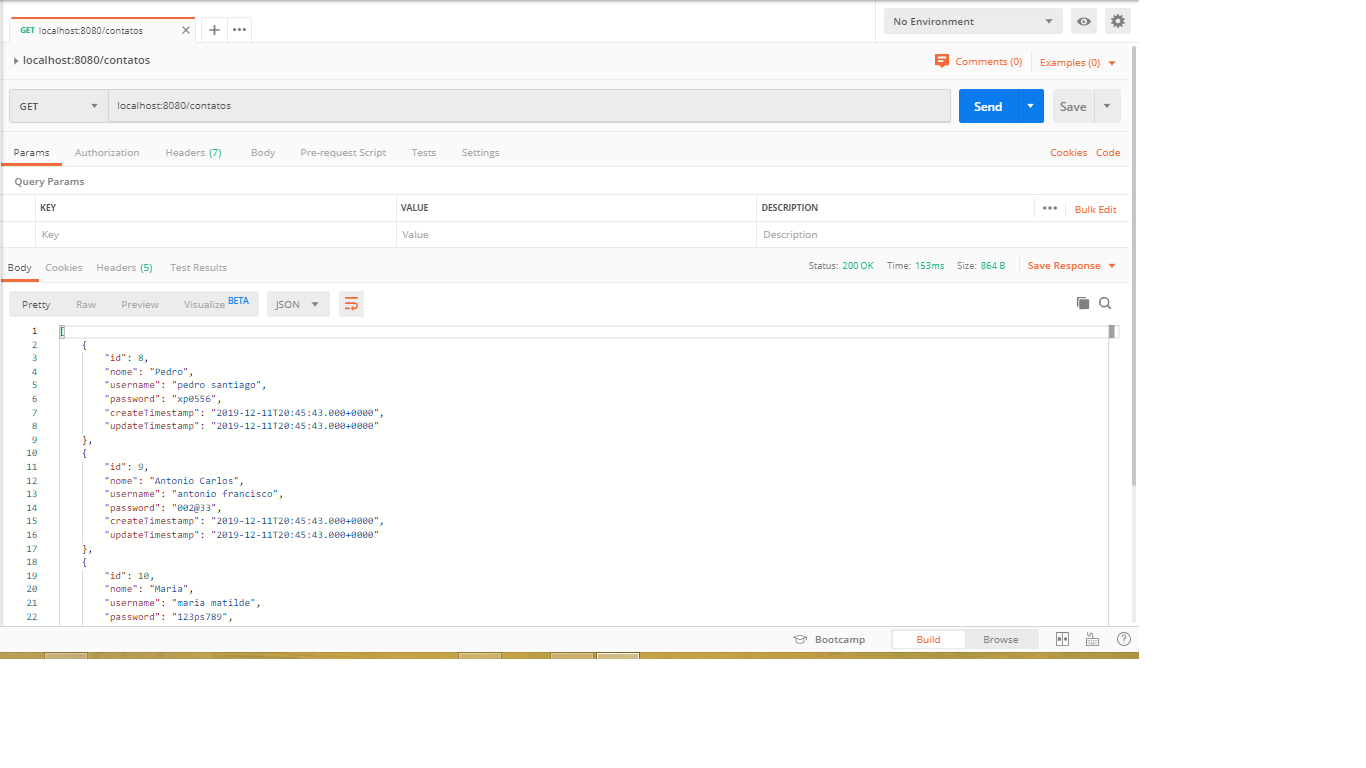 GET localhost:8080/contatos
No Environment
localhost:8080/contatos
Comments (0)
Examples (0)
GET
localhost:8080/contatos
Send
Save
Params Authorization Headers (7) Body Pre-request Script Tests Settings
Cookies Code
Query Params
KEY VALUE DESCRIPTION
Bulk Edit
Key Value Description
Body Cookies Headers (5) Test Results
Status: 200 OK Time: 153ms Size: 864 B
Save Response
Pretty Raw Preview Visualize BETA JSON
1 [
2 {
3 "id": 8,
4 "nome": "Pedro",
5 "username": "pedro santiago",
6 "password": "xp0556",
7 "createTimestamp": "2019-12-11T20:45:43.000+0000",
8 "updateTimestamp": "2019-12-11T20:45:43.000+0000"
9 },
10 {
11 "id": 9,
12 "nome": "Antonio Carlos",
13 "username": "antonio francisco",
14 "password": "002@33",
15 "createTimestamp": "2019-12-11T20:45:43.000+0000",
16 "updateTimestamp": "2019-12-11T20:45:43.000+0000"
17 },
18 {
19 "id": 10,
20 "nome": "Maria",
21 "username": "maria matilde",
22 "password": "123ps789",
Bootcamp
Build Browse